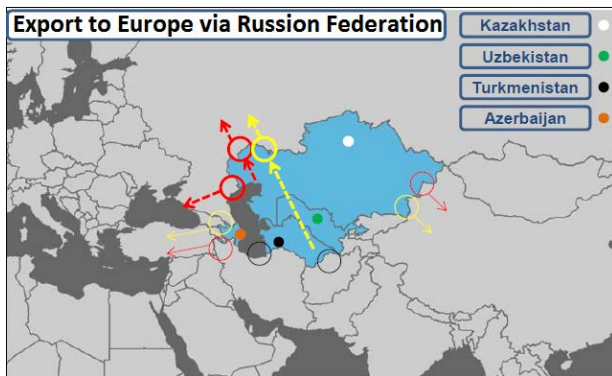 Export to Europe via Russion Federation
Kazakhstan
Uzbekistan
Turkmenistan
Azerbaijan